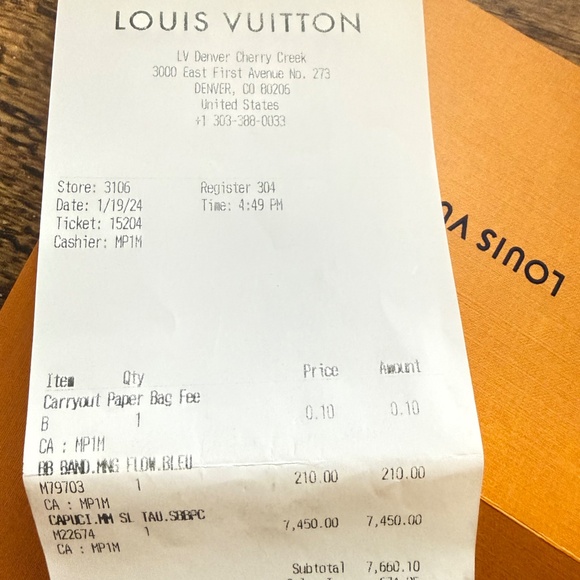 LOUIS VUITTON
LV Denver Cherry Creek
3000 East First Avenue No. 273
DENVER, CO 80206
United States
+1 303-388-0033
Store: 3106 Register 304
Date: 1/19/24 Time: 4:49 PM
Ticket: 15204
Cashier: MP1M
Item Qty Price Amount
Carryout Paper Bag Fee
B 1 0.10 0.10
CA : MP1M
BB BAND.MNG FLOW.BLEU
M79703 1 210.00 210.00
CA : MP1M
CAPUCI.MM SL TAU.SBBPC
M22674 1 7,450.00 7,450.00
CA : MP1M
Subtotal 7,660.10
LOUIS VU